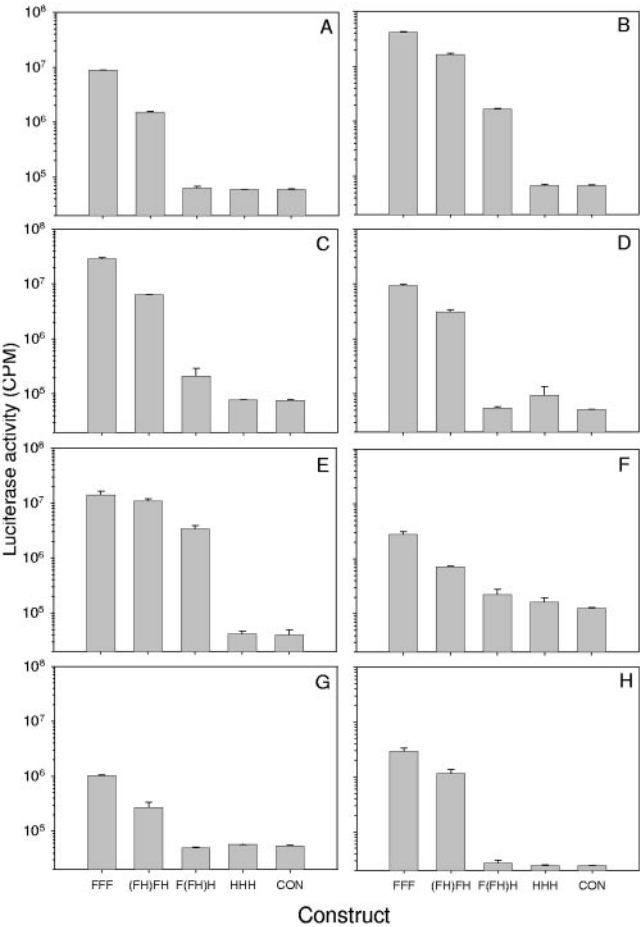 A
B
10⁸
10⁷
10⁶
10⁵
C
D
10⁸
10⁷
10⁶
10⁵
E
F
10⁸
10⁷
10⁶
10⁵
G
H
10⁸
10⁷
10⁶
10⁵
Luciferase activity (CPM)
FFF (FH)FH F(FH)H HHH CON
FFF (FH)FH F(FH)H HHH CON
Construct